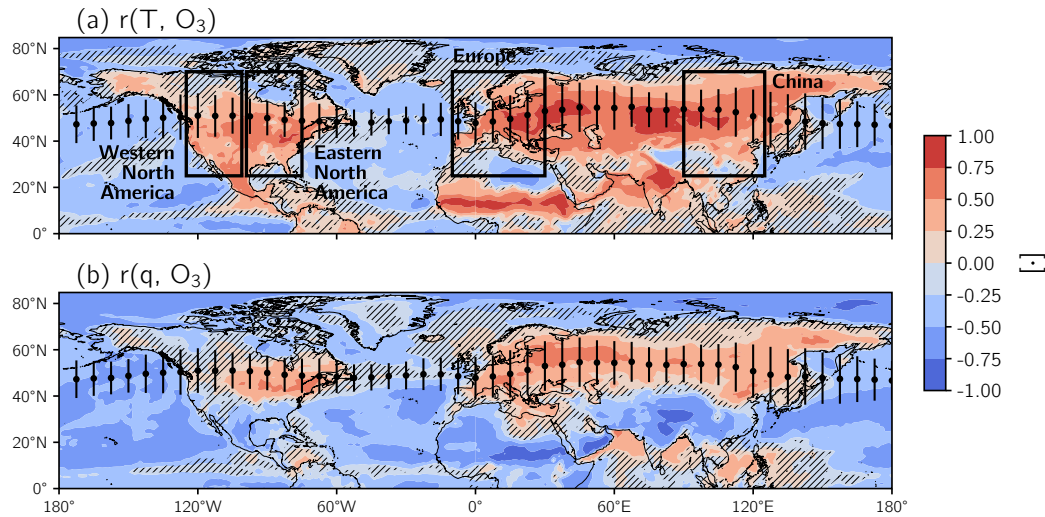 (a) r(T, O₃)
80°N
60°N
40°N
20°N
0°
Europe
China
Western
North
America
Eastern
North
America
(b) r(q, O₃)
80°N
60°N
40°N
20°N
0°
180°
120°W
60°W
0°
60°E
120°E
180°
1.00
0.75
0.50
0.25
0.00
-0.25
-0.50
-0.75
-1.00
[·]